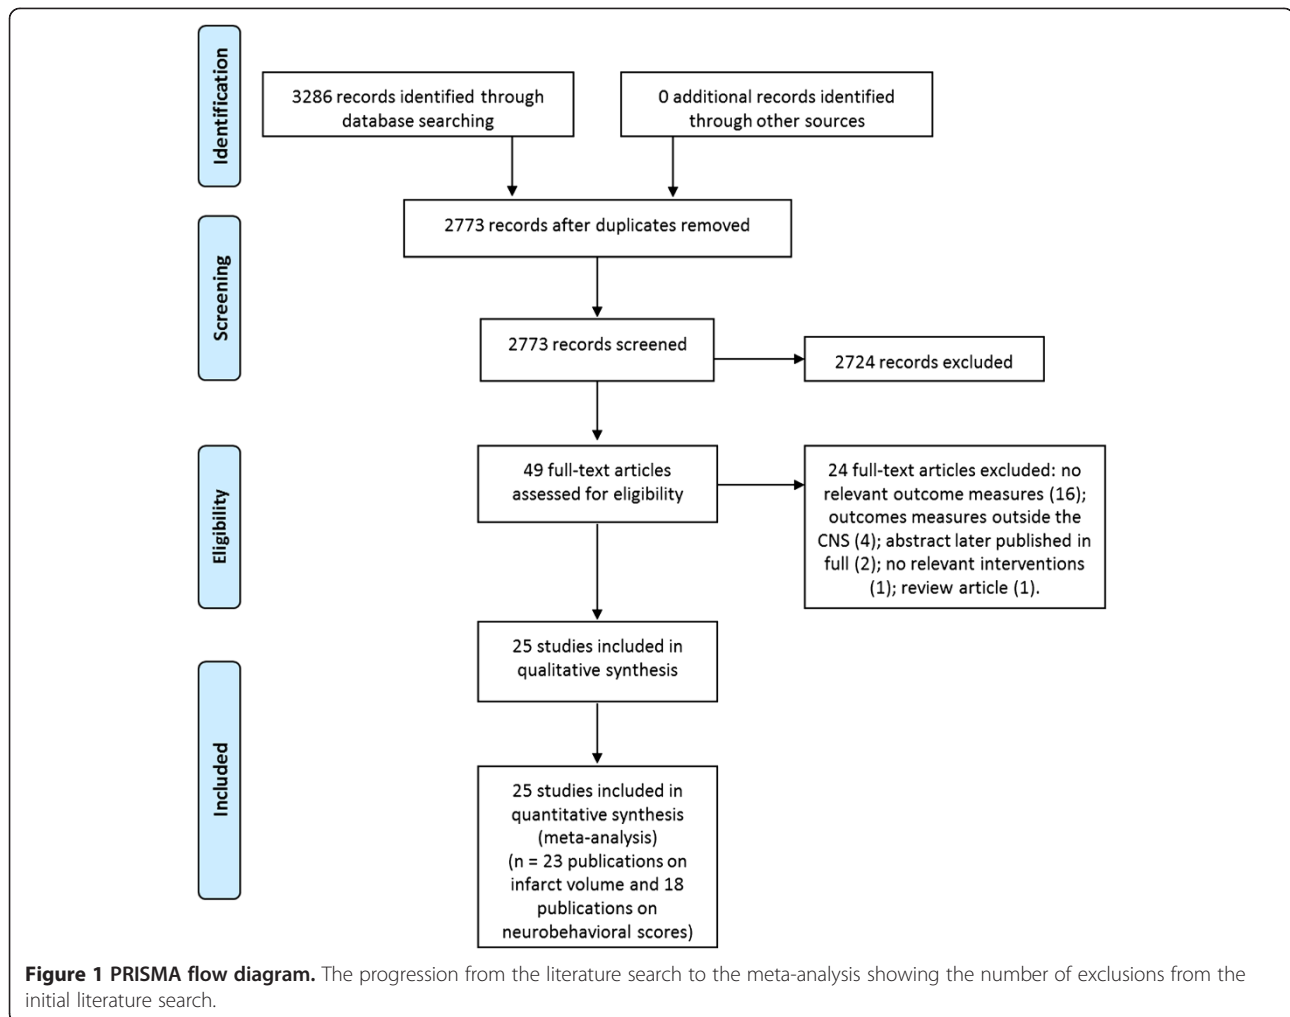 Identification
3286 records identified through
database searching
0 additional records identified
through other sources
2773 records after duplicates removed
Screening
2773 records screened
2724 records excluded
Eligibility
49 full-text articles
assessed for eligibility
24 full-text articles excluded: no
relevant outcome measures (16);
outcomes measures outside the
CNS (4); abstract later published in
full (2); no relevant interventions
(1); review article (1).
25 studies included in
qualitative synthesis
Included
25 studies included in
quantitative synthesis
(meta-analysis)
(n = 23 publications on
infarct volume and 18
publications on
neurobehavioral scores)
Figure 1 PRISMA flow diagram. The progression from the literature search to the meta-analysis showing the number of exclusions from the
initial literature search.